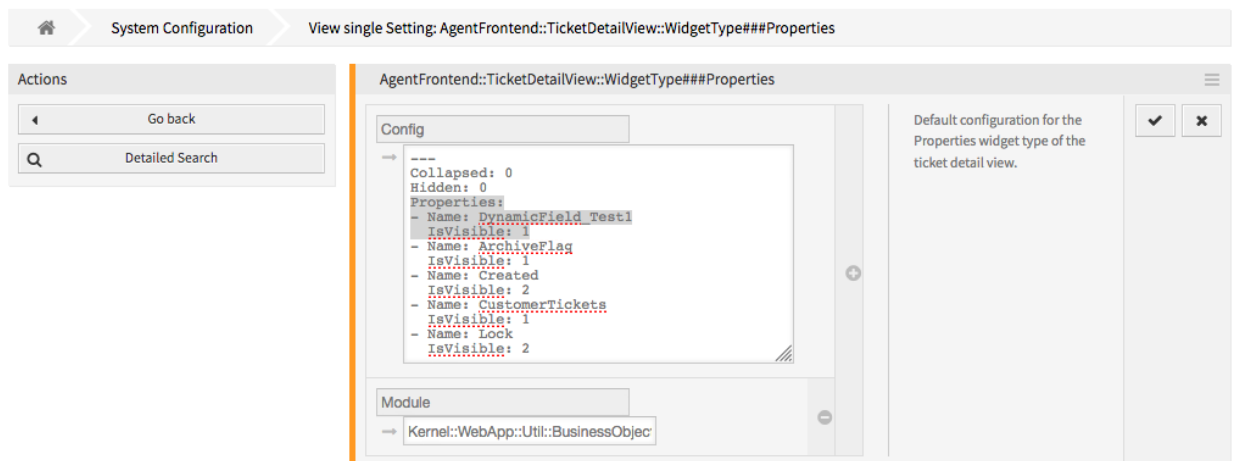 System Configuration
View single Setting: AgentFrontend::TicketDetailView::WidgetType###Properties
Actions
Go back
Detailed Search
AgentFrontend::TicketDetailView::WidgetType###Properties
Config
---
Collapsed: 0
Hidden: 0
Properties:
- Name: DynamicField_Test1
IsVisible: 1
- Name: ArchiveFlag
IsVisible: 1
- Name: Created
IsVisible: 2
- Name: CustomerTickets
IsVisible: 1
- Name: Lock
IsVisible: 2
Module
Kernel::WebApp::Util::BusinessObjec
Default configuration for the
Properties widget type of the
ticket detail view.